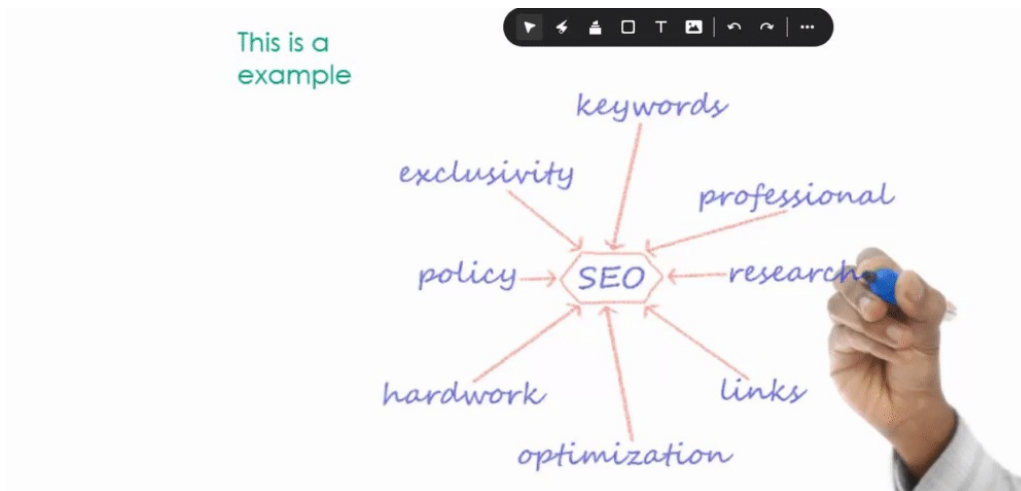 This is a
example
keywords
exclusivity
professional
policy
SEO
research
hardwork
links
optimization